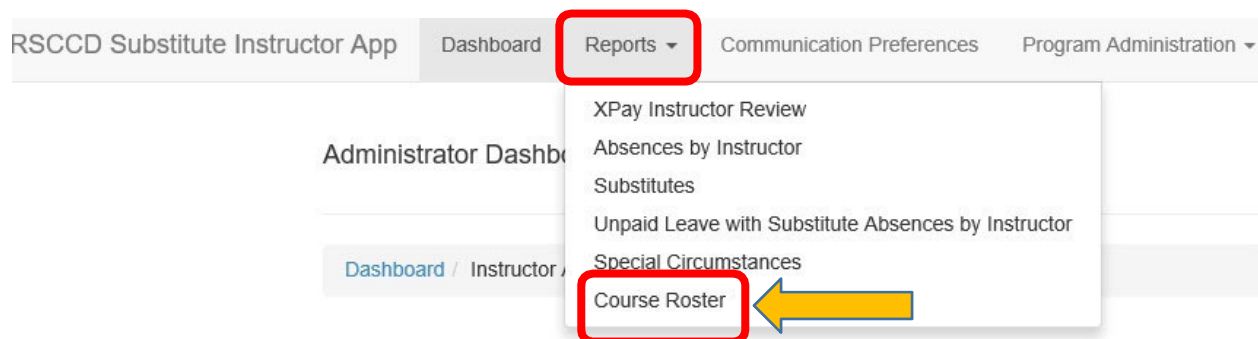 RSCCD Substitute Instructor App Dashboard Reports Communication Preferences Program Administration
XPay Instructor Review
Administrator Dashbo
Absences by Instructor
Substitutes
Unpaid Leave with Substitute Absences by Instructor
Dashboard / Instructor A
Special Circumstances
Course Roster